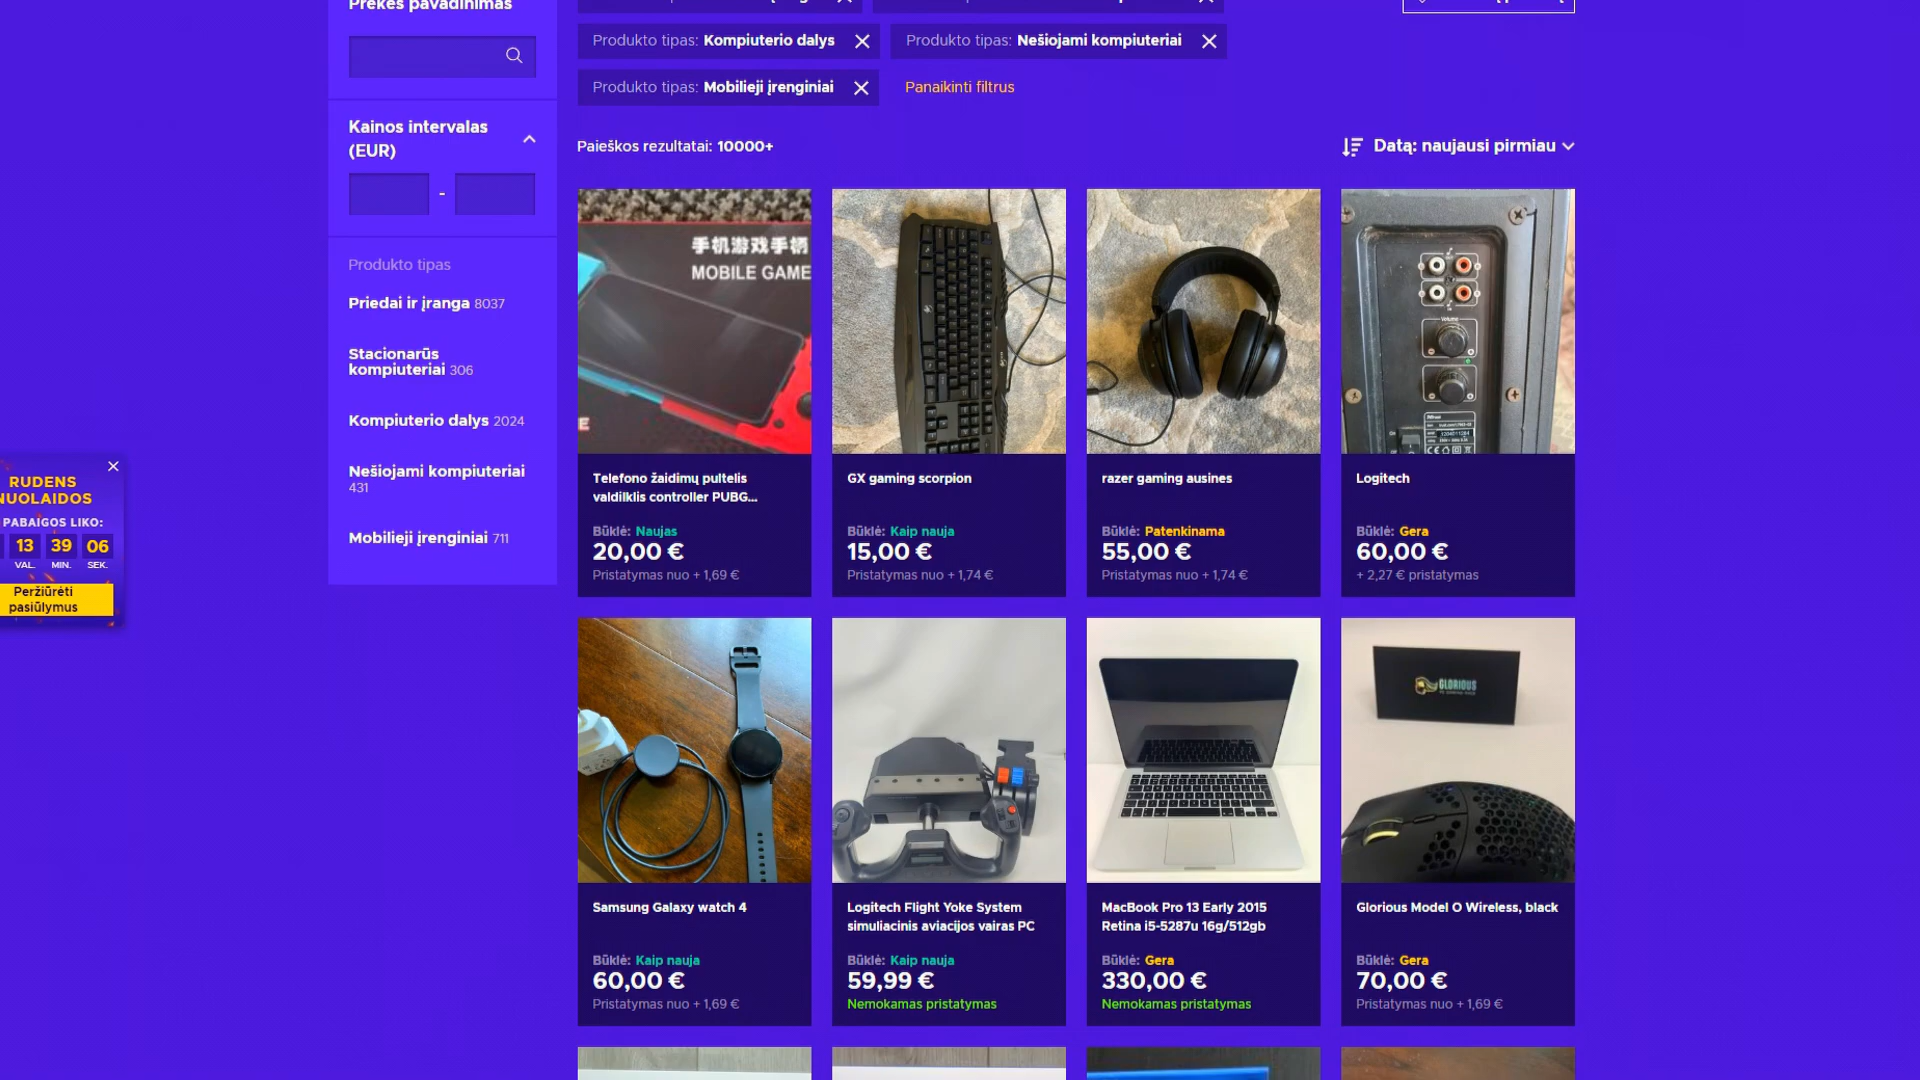 Prekės pavadinimas
Produkto tipas: Kompiuterio dalys
Produkto tipas: Nešiojami kompiuteriai
Produkto tipas: Mobilieji įrenginiai
Panaikinti filtrus
Kainos intervalas
(EUR)
-
Paieškos rezultatai: 10000+
Datą: naujausi pirmiau
Produkto tipas
Priedai ir įranga 8037
Stacionarūs
kompiuteriai 306
Kompiuterio dalys 2024
Nešiojami kompiuteriai
431
Mobilieji įrenginiai 711
RUDENS
NUOLAIDOS
PABAIGOS LIKO:
13 39 06
VAL. MIN. SEK.
Peržiūrėti
pasiūlymus
手机游戏手柄
MOBILE GAME
Telefono žaidimų pultelis
valdilklis controller PUBG...
Būklė: Naujas
20,00 €
Pristatymas nuo + 1,69 €
GX gaming scorpion
Būklė: Kaip nauja
15,00 €
Pristatymas nuo + 1,74 €
razer gaming ausines
Būklė: Patenkinama
55,00 €
Pristatymas nuo + 1,74 €
Volume
Logitech
Būklė: Gera
60,00 €
+ 2,27 € pristatymas
Samsung Galaxy watch 4
Būklė: Kaip nauja
60,00 €
Pristatymas nuo + 1,69 €
Logitech Flight Yoke System
simuliacinis aviacijos vairas PC
Būklė: Kaip nauja
59,99 €
Nemokamas pristatymas
MacBook Pro 13 Early 2015
Retina i5-5287u 16g/512gb
Būklė: Gera
330,00 €
Nemokamas pristatymas
GLORIOUS
Glorious Model O Wireless, black
Būklė: Gera
70,00 €
Pristatymas nuo + 1,69 €